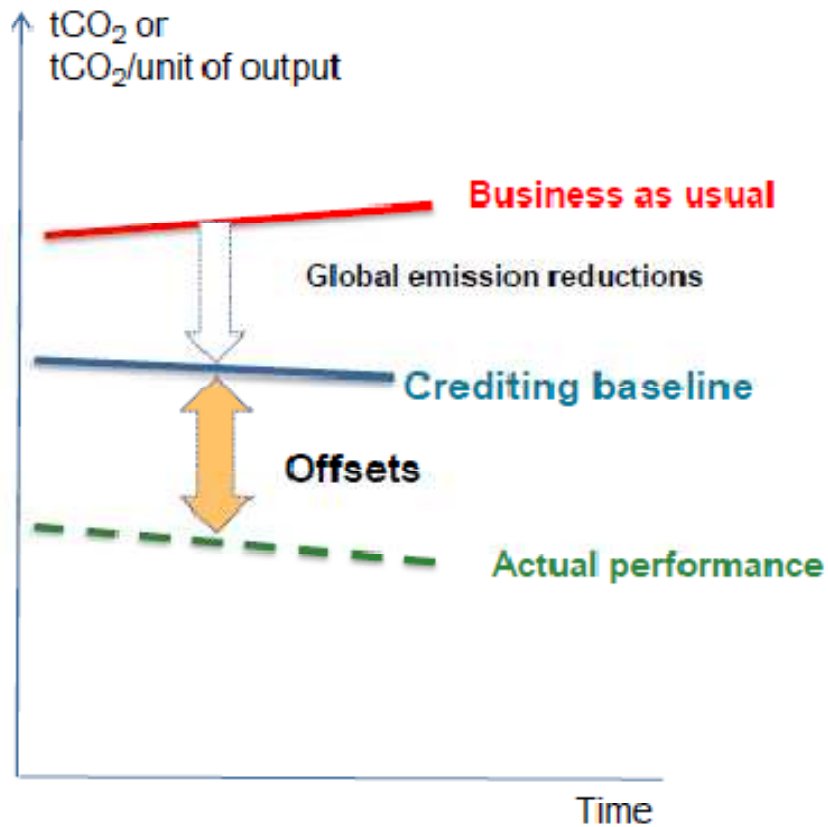 tCO₂ or
tCO₂/unit of output
Business as usual
Global emission reductions
Crediting baseline
Offsets
Actual performance
Time